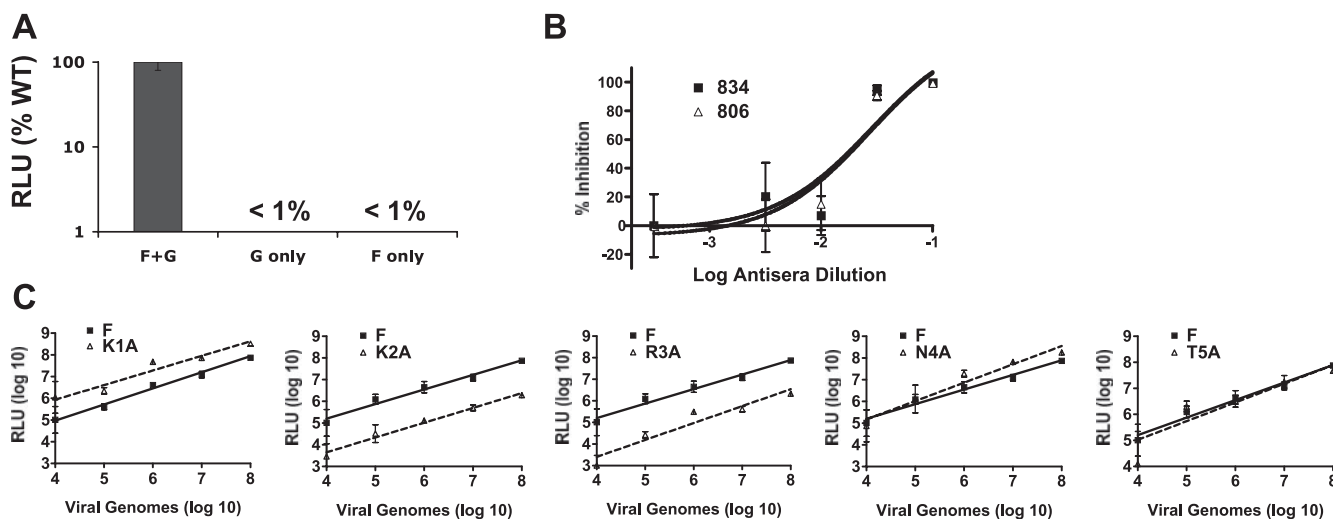 A
RLU (% WT)
100
10
1
< 1%
< 1%
F+G
G only
F only
B
834
806
% Inhibition
100
80
60
40
20
0
-20
-3
-2
-1
Log Antisera Dilution
C
F
K1A
RLU (log 10)
9
8
7
6
5
4
3
4
5
6
7
8
Viral Genomes (log 10)
F
K2A
RLU (log 10)
9
8
7
6
5
4
3
4
5
6
7
8
Viral Genomes (log 10)
F
R3A
RLU (log 10)
9
8
7
6
5
4
3
4
5
6
7
8
Viral Genomes (log 10)
F
N4A
RLU (log 10)
9
8
7
6
5
4
3
4
5
6
7
8
Viral Genomes (log 10)
F
T5A
RLU (log 10)
9
8
7
6
5
4
4
5
6
7
8
Viral Genomes (log 10)